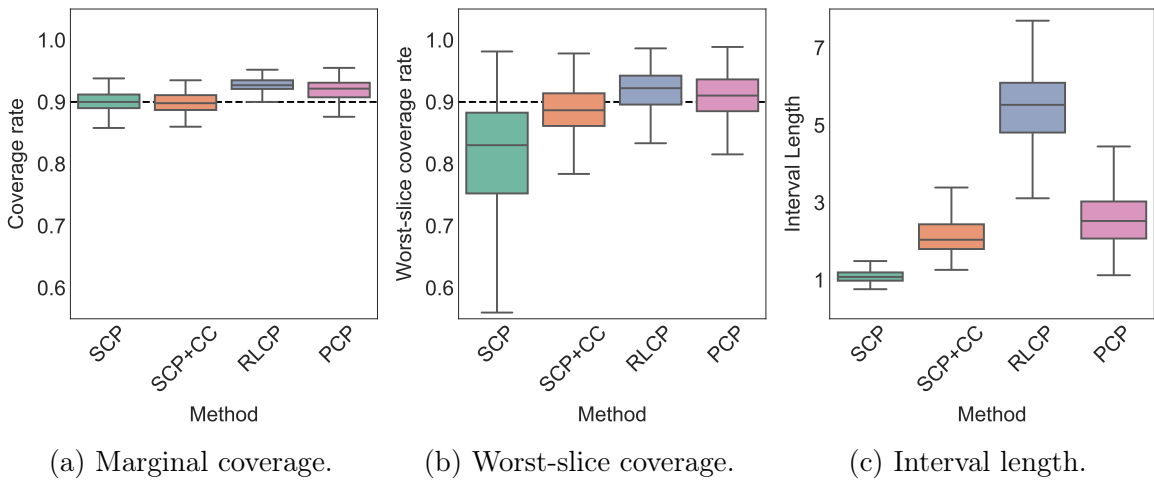 Coverage rate
1.0
0.9
0.8
0.7
0.6
SCP
SCP+CC
RLCP
PCP
Method
(a) Marginal coverage.
Worst-slice coverage rate
1.0
0.9
0.8
0.7
0.6
SCP
SCP+CC
RLCP
PCP
Method
(b) Worst-slice coverage.
Interval Length
7
5
3
1
SCP
SCP+CC
RLCP
PCP
Method
(c) Interval length.